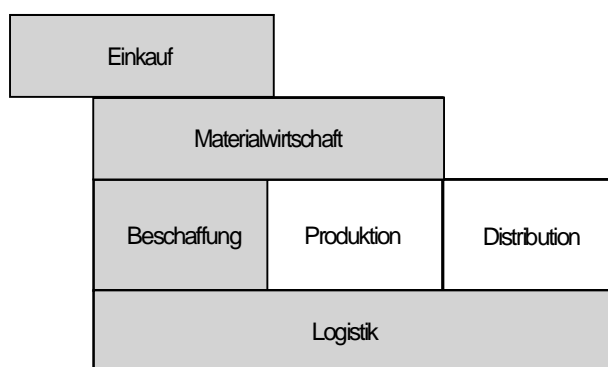 Einkauf
Materialwirtschaft
Beschaffung Produktion Distribution
Logistik